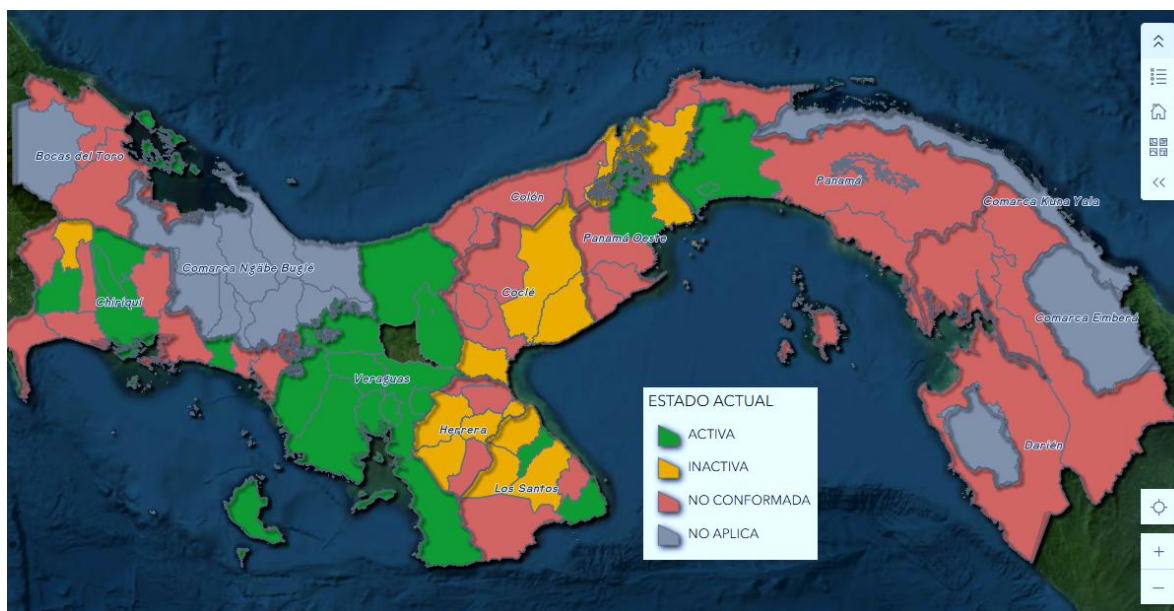 Bocas del Toro
Colón
Panamá
Comarca Kuna Yala
Panamá Oeste
Comarca Ngäbe Buglé
Chiriquí
Coclé
Comarca Emberá
Veraguas
ESTADO ACTUAL
ACTIVA
Herrera
INACTIVA
Darién
Los Santos
NO CONFORMADA
NO APLICA